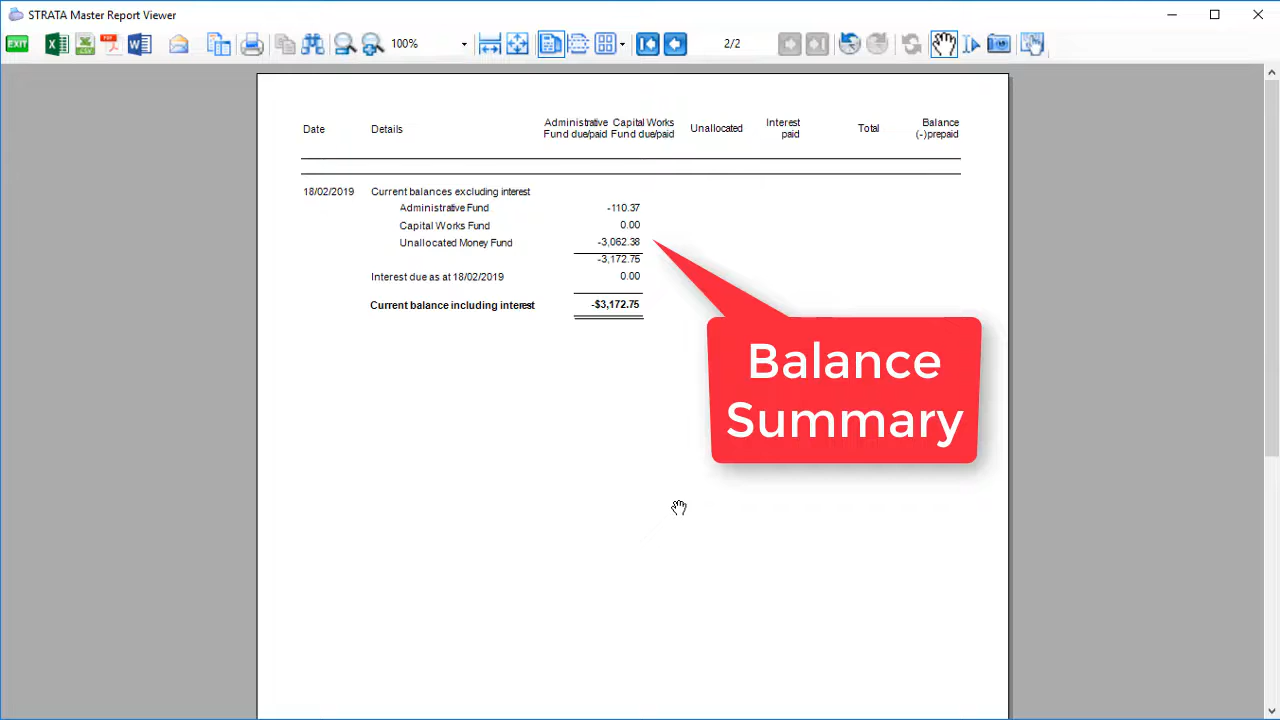 STRATA Master Report Viewer
EXIT
100%
2/2
Date Details Administrative Fund due/paid Capital Works Fund due/paid Unallocated Interest paid Total Balance (-)prepaid
18/02/2019 Current balances excluding interest
Administrative Fund -110.37
Capital Works Fund 0.00
Unallocated Money Fund -3,062.38
-3,172.75
Interest due as at 18/02/2019 0.00
Current balance including interest -$3,172.75
Balance
Summary